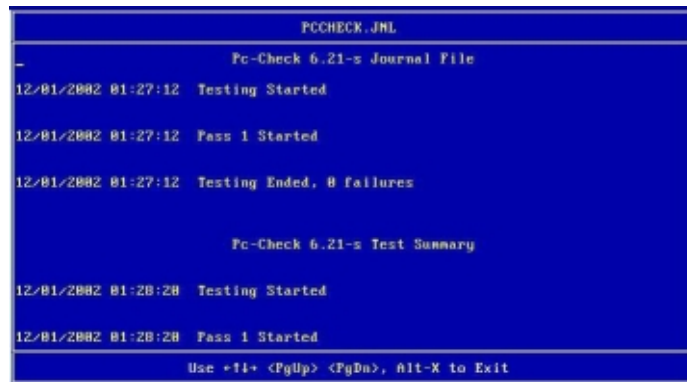 PCCHECK.JNL
Pc-Check 6.21-s Journal File
12/01/2002 01:27:12 Testing Started
12/01/2002 01:27:12 Pass 1 Started
12/01/2002 01:27:12 Testing Ended, 0 failures
Pc-Check 6.21-s Test Summary
12/01/2002 01:28:20 Testing Started
12/01/2002 01:28:20 Pass 1 Started
Use ←↑↓→ <PgUp> <PgDn>, Alt-X to Exit